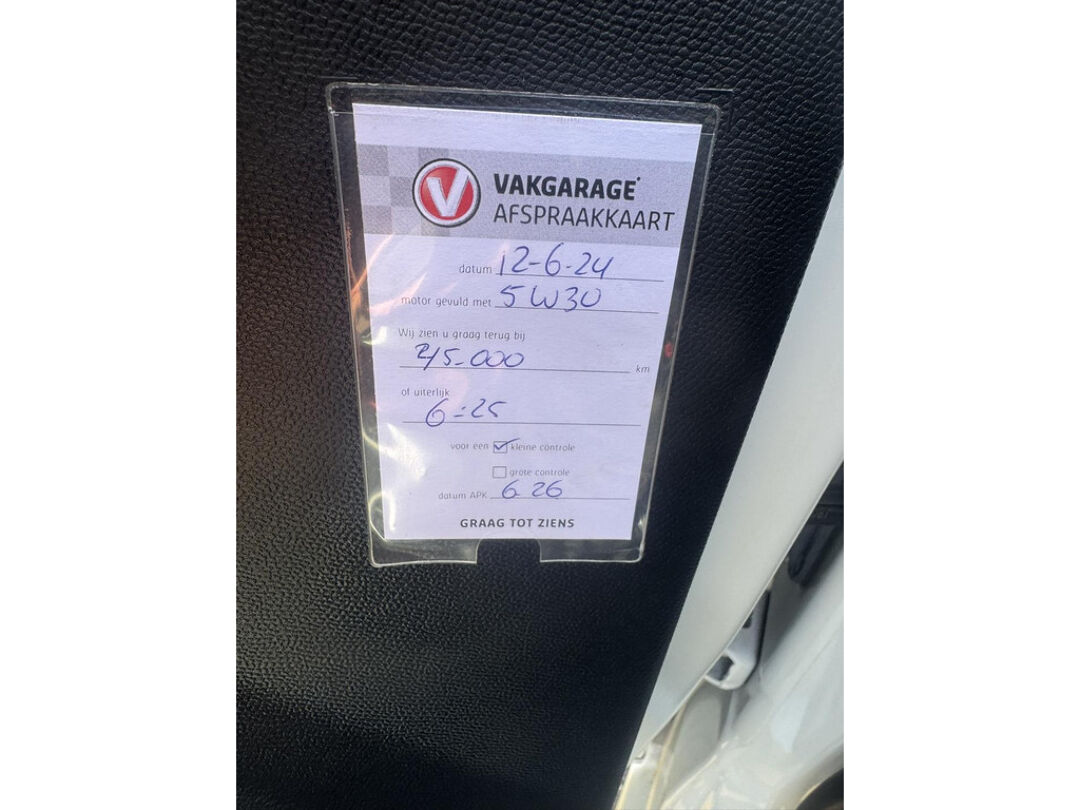 V VAKGARAGE
AFSPRAAKKAART
datum 12-6-24
motor gevuld met 5W30
Wij zien u graag terug bij
215.000 km
of uiterlijk
6-25
voor een kleine controle
grote controle
datum APK 6 26
GRAAG TOT ZIENS